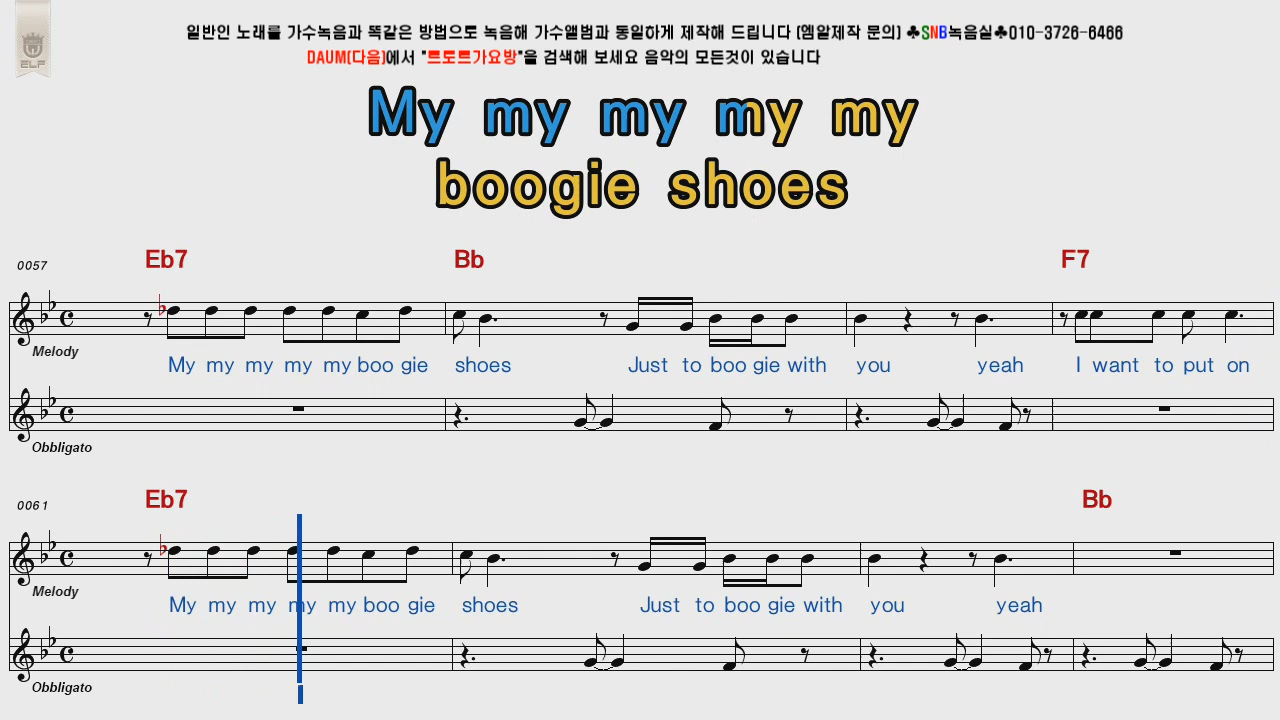 일반인 노래를 가수녹음과 똑같은 방법으로 녹음해 가수앨범과 동일하게 제작해 드립니다 (엠알제작 문의) ♣SNB녹음실♣010-3726-6466
DAUM(다음)에서 "트로트가요방"을 검색해 보세요 음악의 모든것이 있습니다
ELF
My my my my my
boogie shoes
0057 Eb7 Bb F7
Melody
My my my my my boo gie shoes Just to boo gie with you yeah I want to put on
Obbligato
0061 Eb7 Bb
Melody
My my my my my boo gie shoes Just to boo gie with you yeah
Obbligato